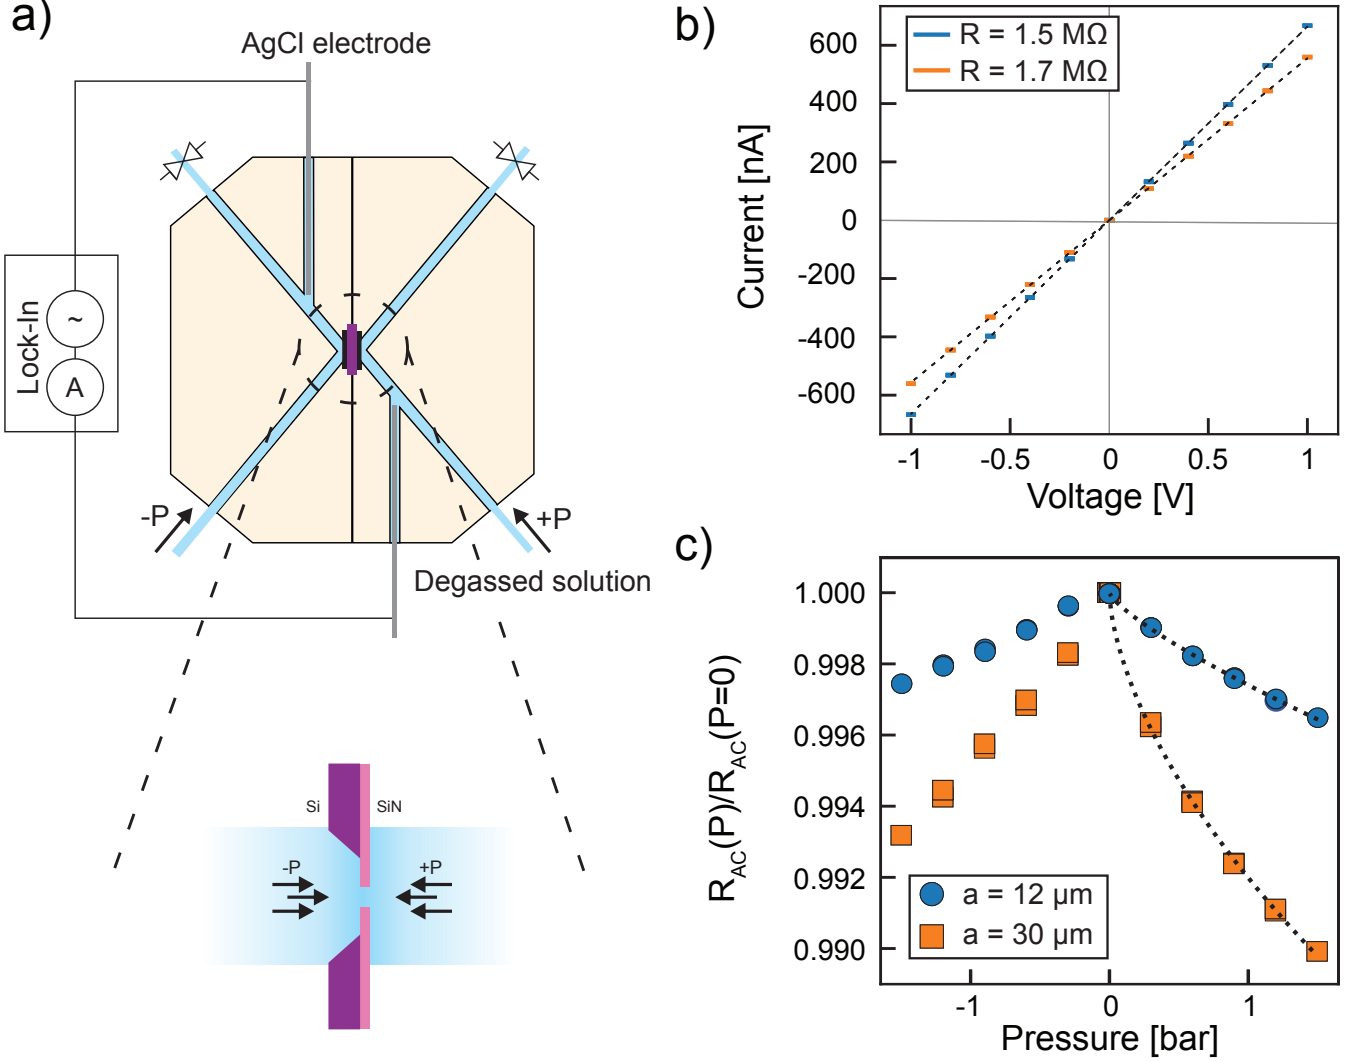 a)
AgCl electrode
Lock-In
~
A
-P
+P
Degassed solution
Si
SiN
-P
+P
b)
R = 1.5 MΩ
R = 1.7 MΩ
Current [nA]
600
400
200
0
-200
-400
-600
-1
-0.5
0
0.5
1
Voltage [V]
c)
R_AC(P)/R_AC(P=0)
1.000
0.998
0.996
0.994
0.992
0.990
a = 12 µm
a = 30 µm
-1
0
1
Pressure [bar]